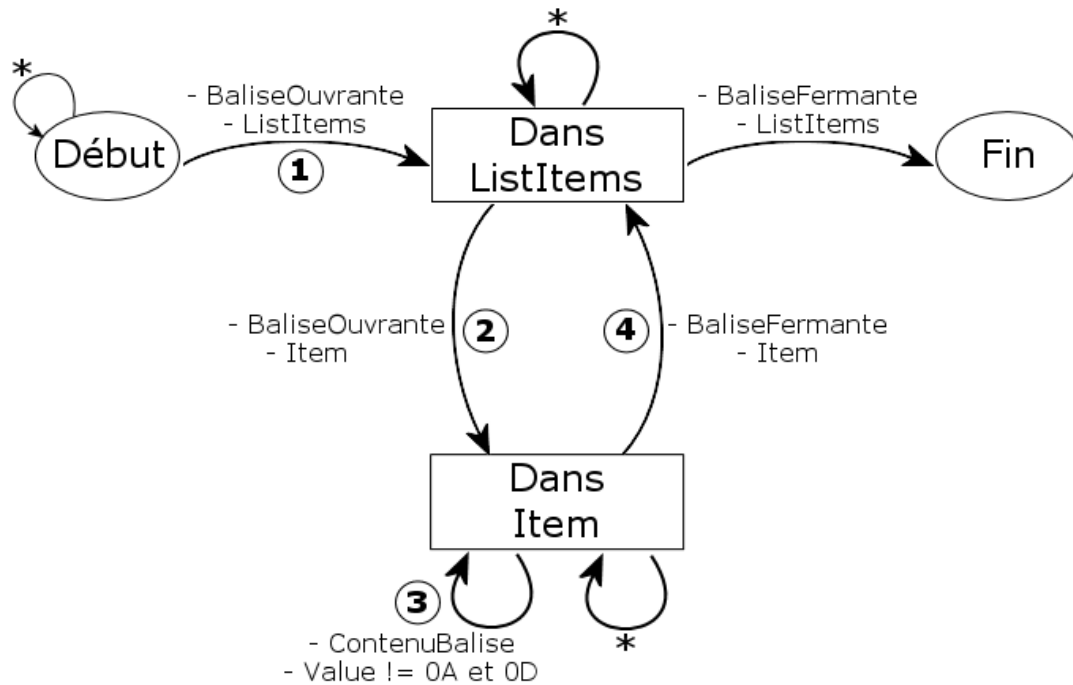 *
*
- BaliseOuvrante
- ListItems
- BaliseFermante
- ListItems
Début
Dans
ListItems
Fin
1
- BaliseOuvrante
- Item
2
4
- BaliseFermante
- Item
Dans
Item
3
- ContenuBalise
- Value != 0A et 0D
*